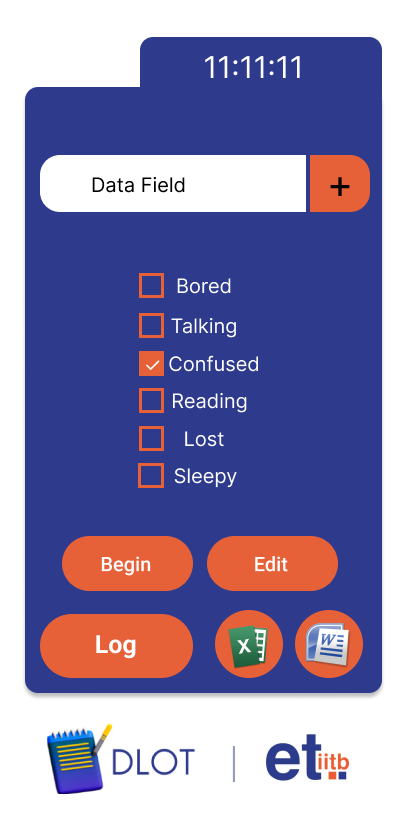 11:11:11
Data Field +
Bored
Talking
Confused
Reading
Lost
Sleepy
Begin Edit
Log X W
DLOT | et iitb